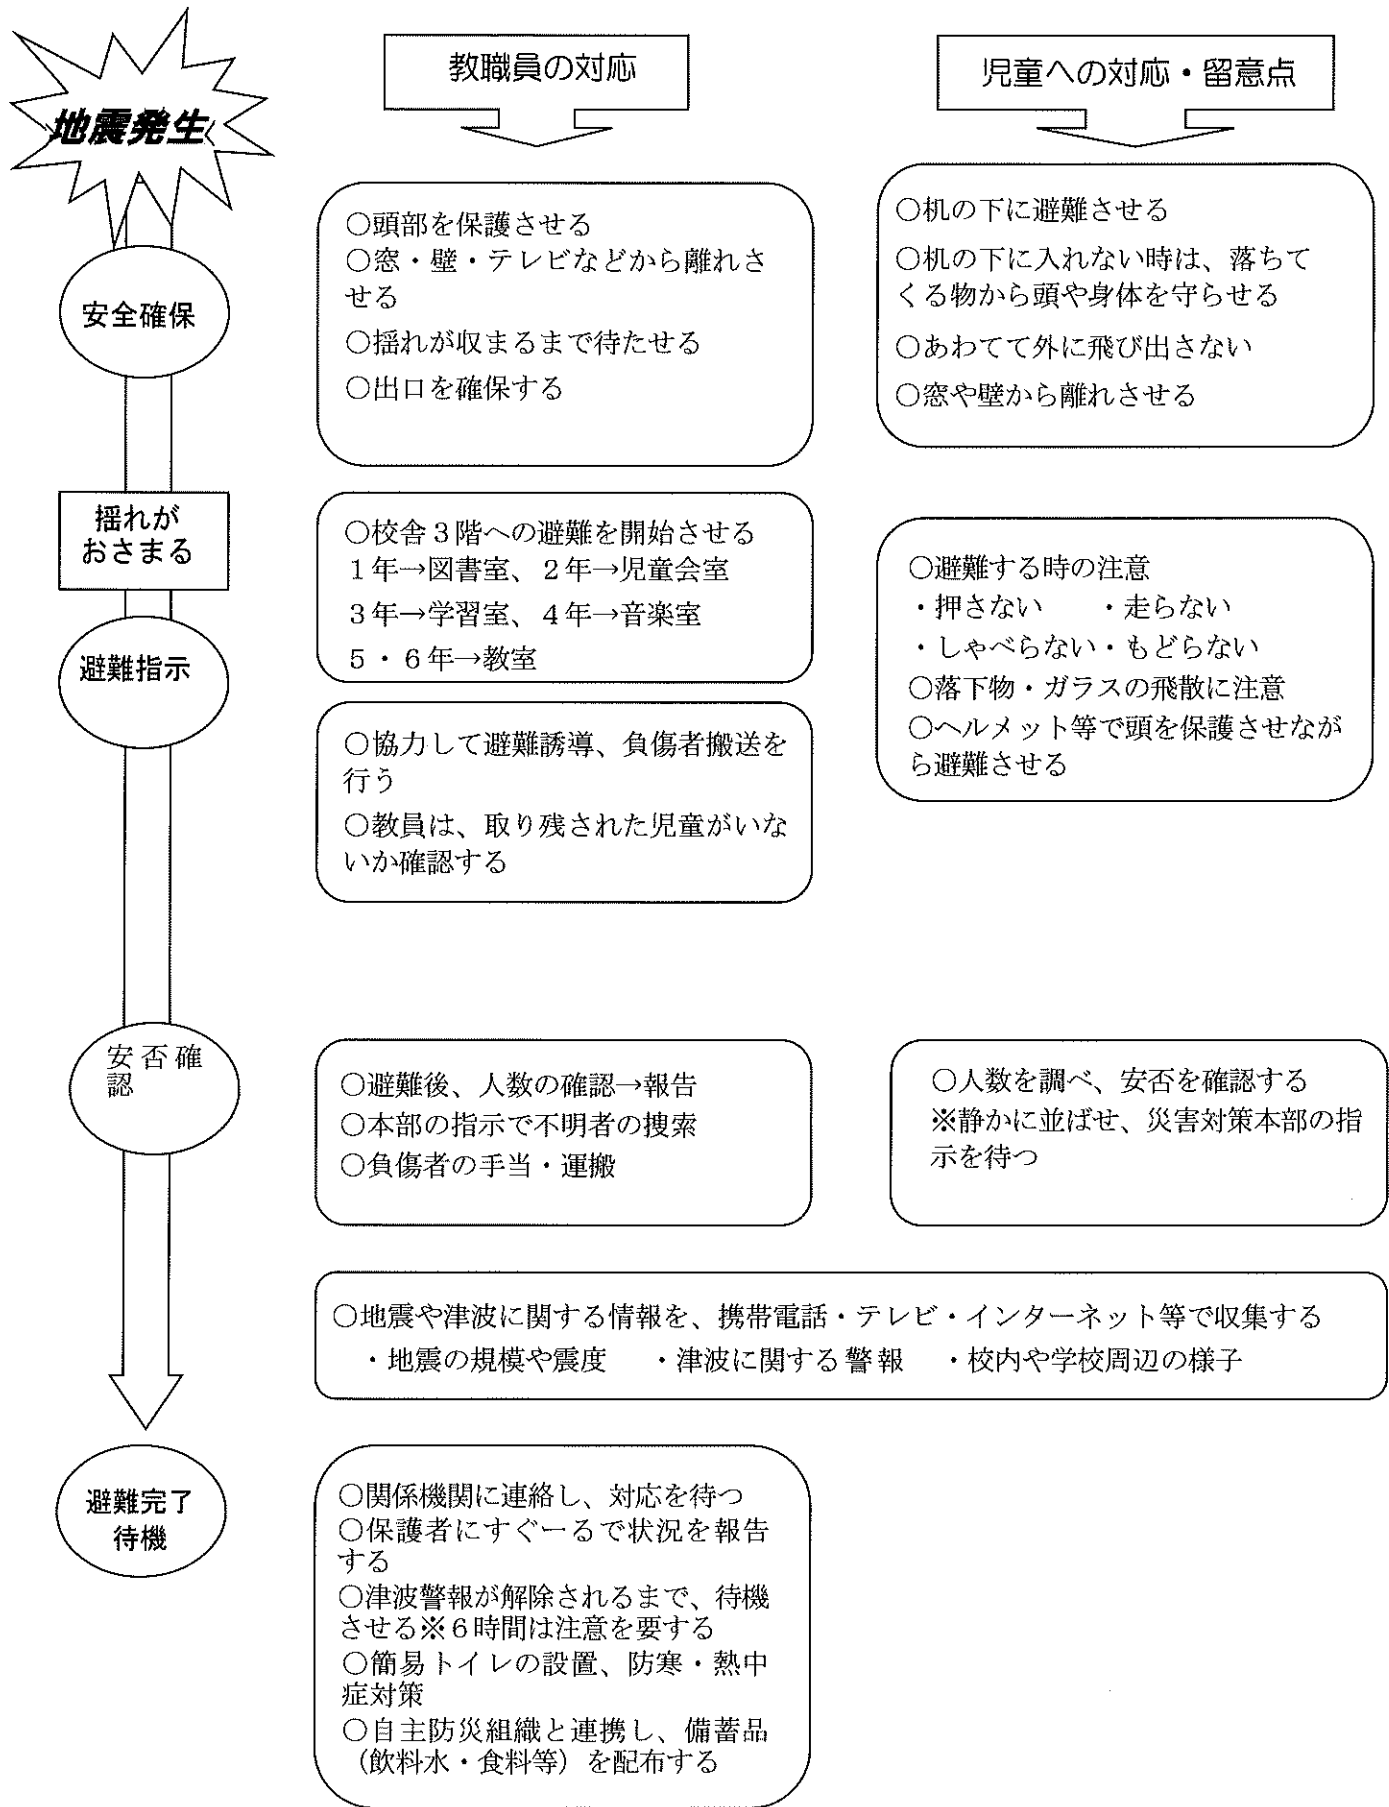 地震発生
教職員の対応
児童への対応・留意点
安全確保
○頭部を保護させる
○窓・壁・テレビなどから離れさ
せる
○揺れが収まるまで待たせる
○出口を確保する
○机の下に避難させる
○机の下に入れない時は、落ちて
くる物から頭や身体を守らせる
○あわてて外に飛び出さない
○窓や壁から離れさせる
揺れが
おさまる
避難指示
○校舎３階への避難を開始させる
１年→図書室、２年→児童会室
３年→学習室、４年→音楽室
５・６年→教室
○協力して避難誘導、負傷者搬送を
行う
○教員は、取り残された児童がいな
いか確認する
○避難する時の注意
・押さない　　・走らない
・しゃべらない・もどらない
○落下物・ガラスの飛散に注意
○ヘルメット等で頭を保護させなが
ら避難させる
安否確
認
○避難後、人数の確認→報告
○本部の指示で不明者の捜索
○負傷者の手当・運搬
○人数を調べ、安否を確認する
※静かに並ばせ、災害対策本部の指
示を待つ
○地震や津波に関する情報を、携帯電話・テレビ・インターネット等で収集する
・地震の規模や震度　・津波に関する警報　・校内や学校周辺の様子
避難完了
待機
○関係機関に連絡し、対応を待つ
○保護者にすぐーるで状況を報告
する
○津波警報が解除されるまで、待機
させる※６時間は注意を要する
○簡易トイレの設置、防寒・熱中
症対策
○自主防災組織と連携し、備蓄品
（飲料水・食料等）を配布する